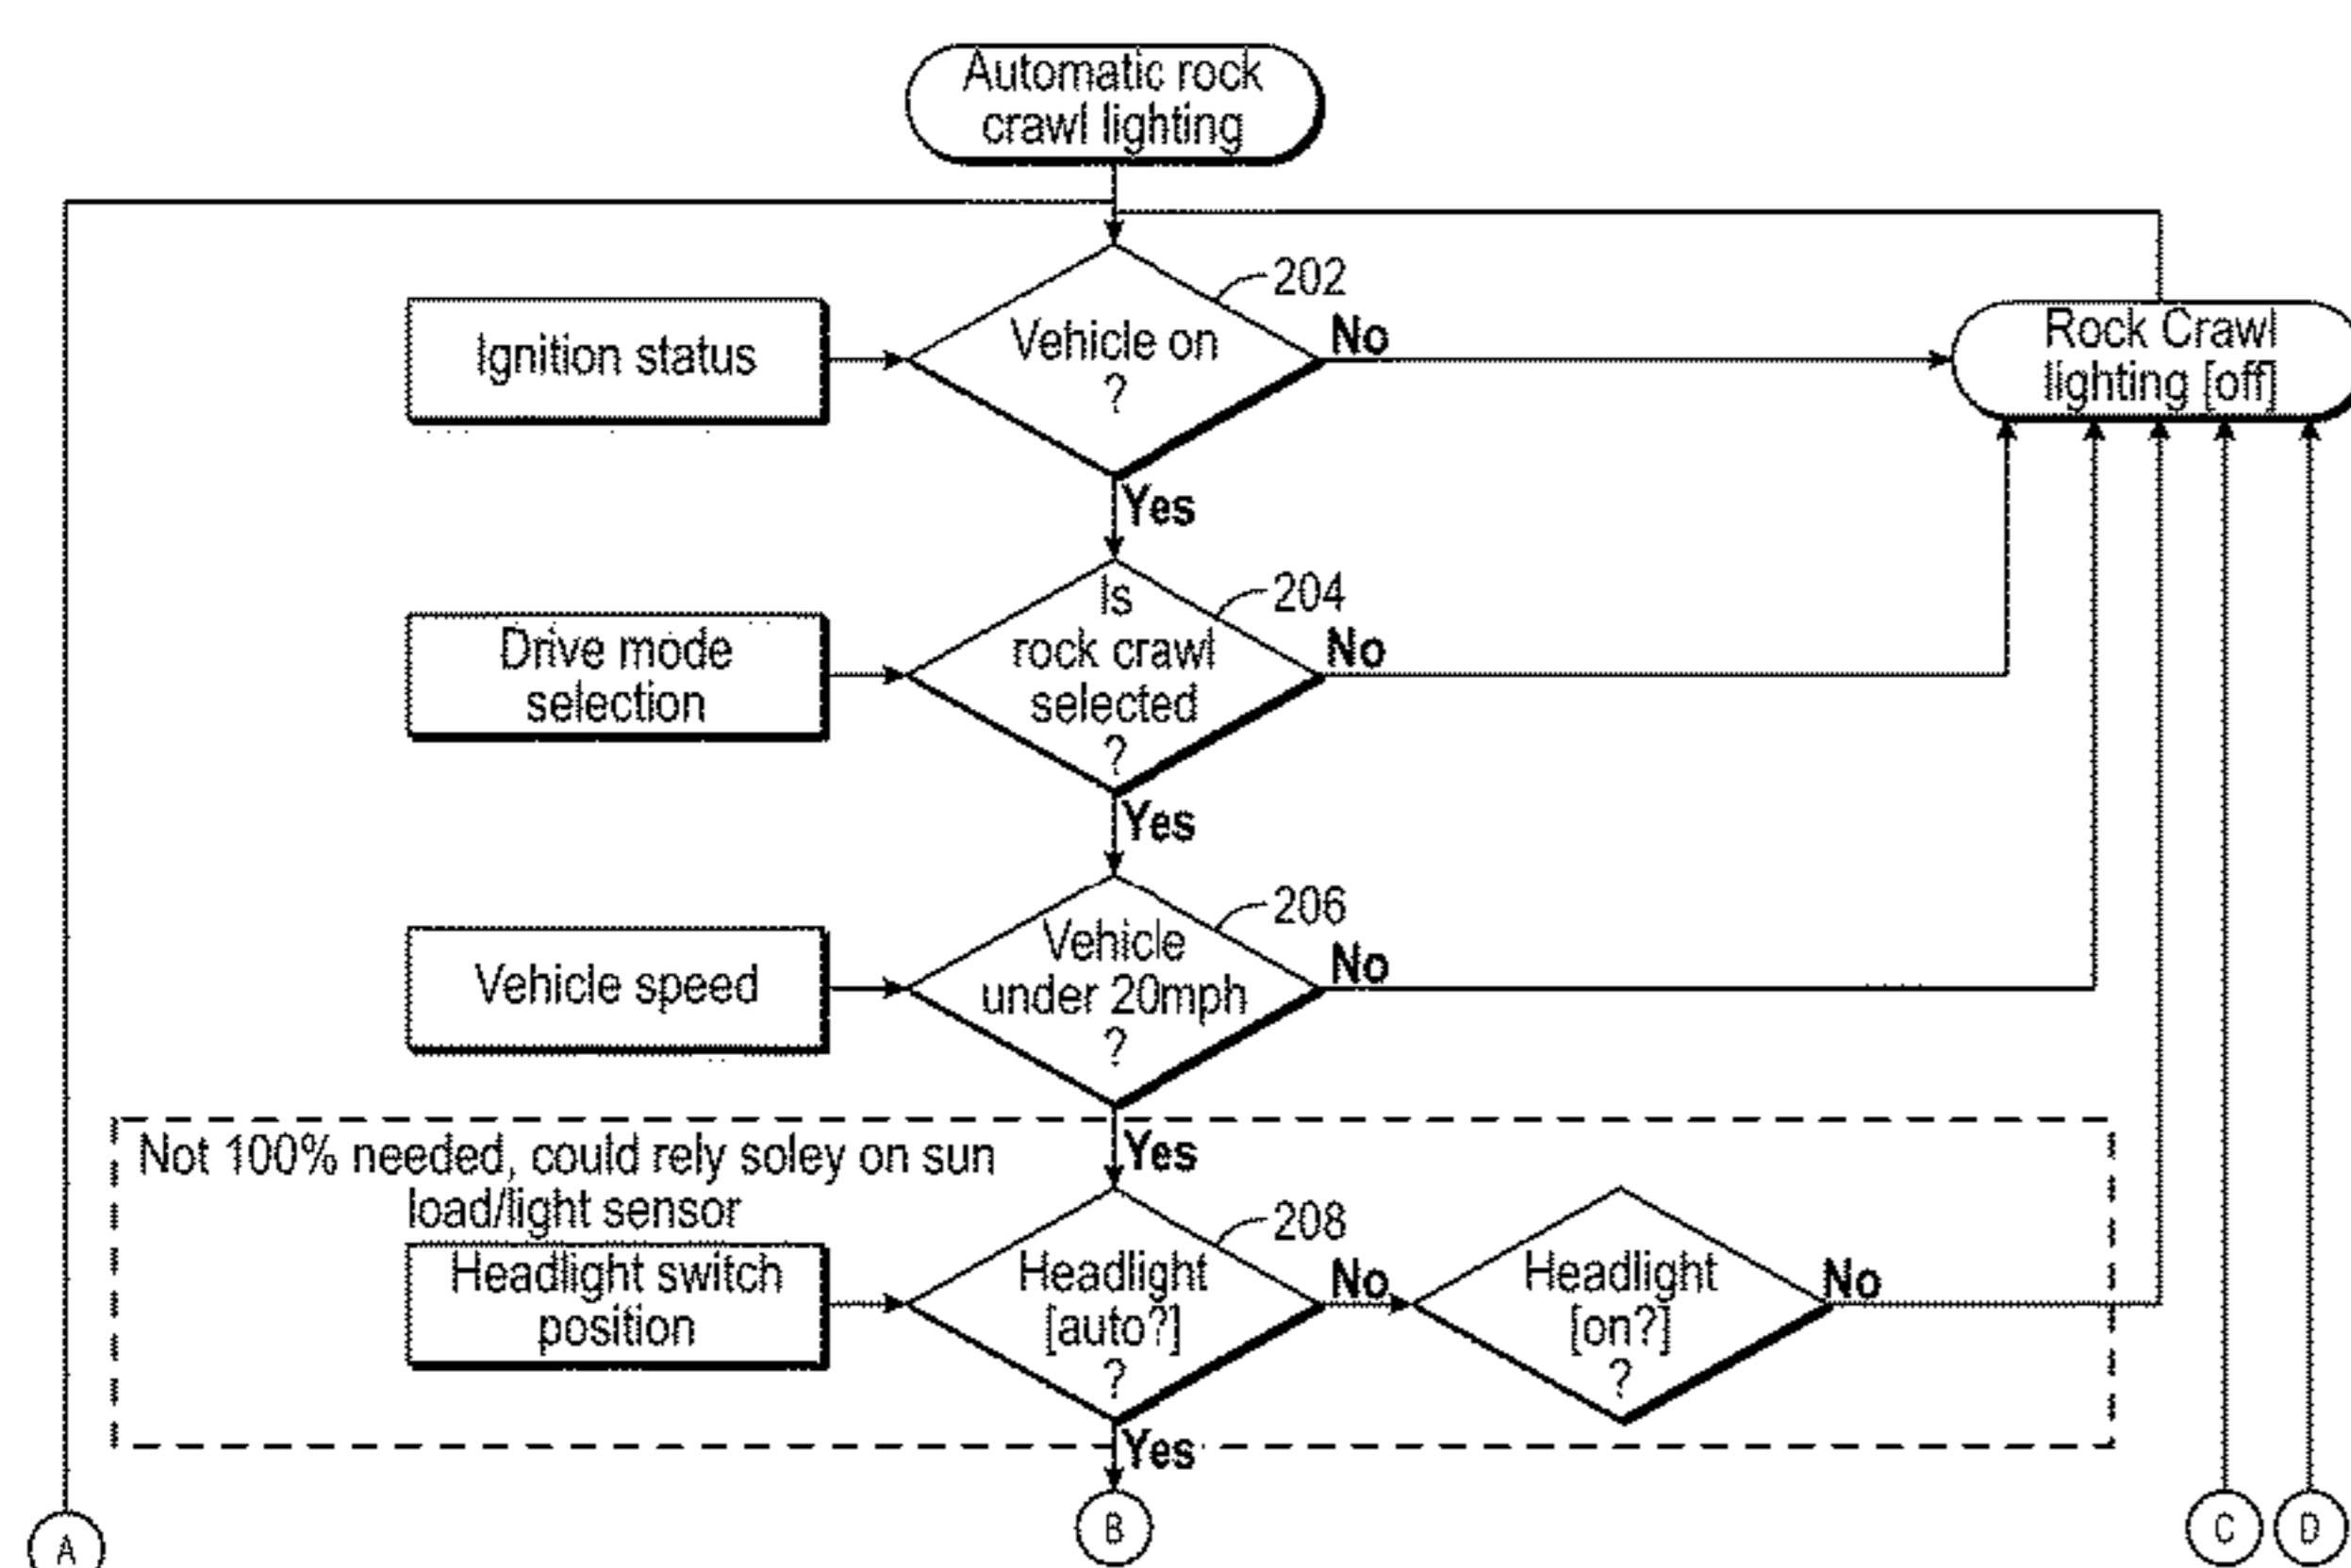 Automatic rock
crawl lighting
202
Ignition status
Vehicle on
?
No
Rock Crawl
lighting [off]
Yes
204
Drive mode
selection
Is
rock crawl
selected
?
No
Yes
206
Vehicle speed
Vehicle
under 20mph
?
No
Yes
Not 100% needed, could rely soley on sun
load/light sensor
208
Headlight switch
position
Headlight
[auto?]
?
No
Headlight
[on?]
?
No
Yes
A
B
C
D